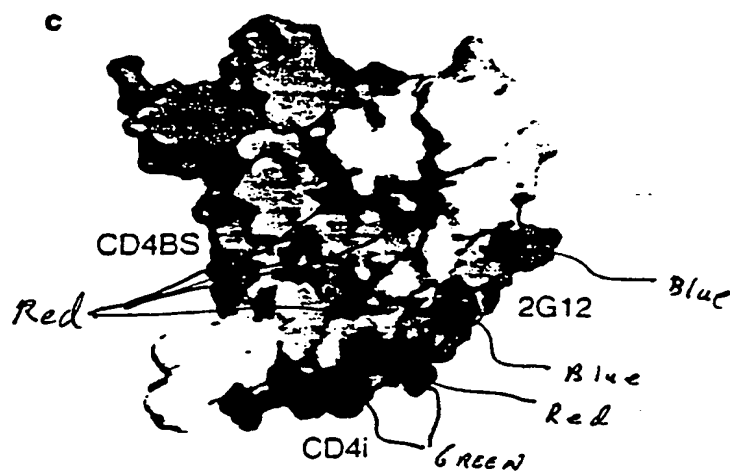 c
CD4BS
Blue
Red
2G12
Blue
Red
CD4i
GREEN